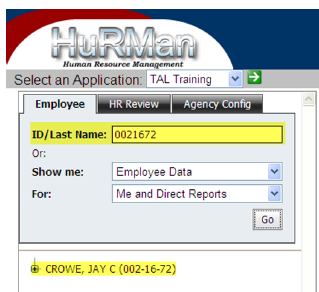 HuRMan
Human Resource Management
Select an Application: TAL Training
Employee HR Review Agency Config
ID/Last Name: 0021672
Or:
Show me: Employee Data
For: Me and Direct Reports
Go
CROWE, JAY C (002-16-72)